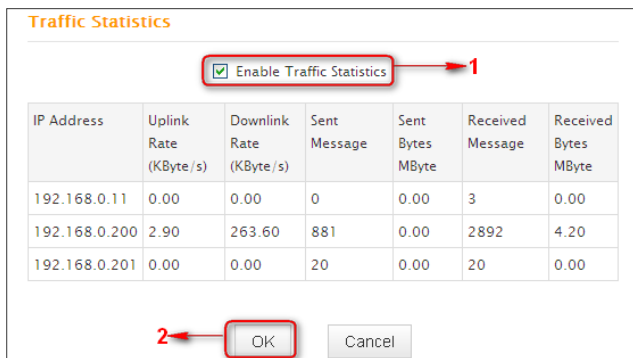 Traffic Statistics
Enable Traffic Statistics
1
IP Address Uplink Rate (KByte/s) Downlink Rate (KByte/s) Sent Message Sent Bytes MByte Received Message Received Bytes MByte
192.168.0.11 0.00 0.00 0 0.00 3 0.00
192.168.0.200 2.90 263.60 881 0.00 2892 4.20
192.168.0.201 0.00 0.00 20 0.00 20 0.00
2
OK Cancel